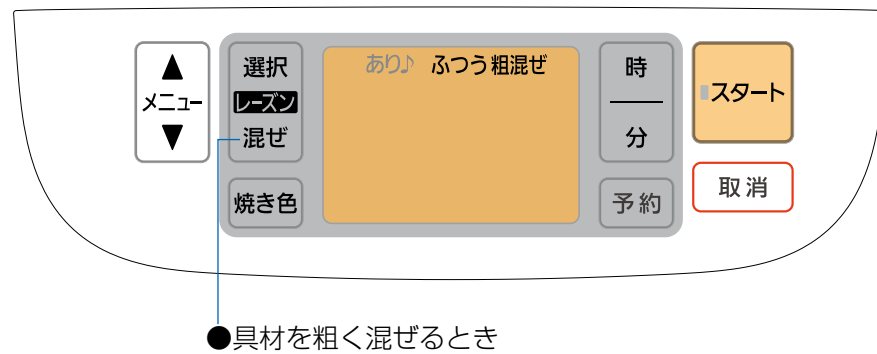 ▲
メニュー
▼
選択
レーズン
混ぜ
焼き色
あり♪ ふつう 粗混ぜ
時
分
予約
スタート
取消
●具材を粗く混ぜるとき